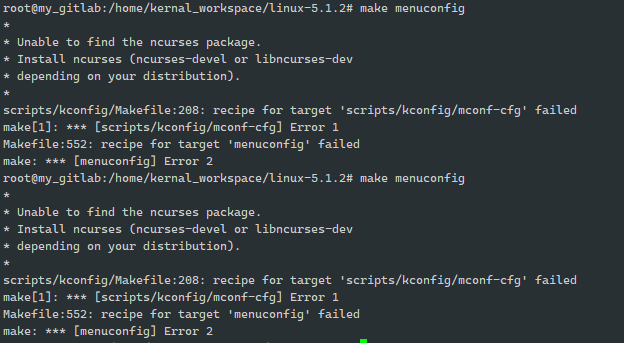 root@my_gitlab:/home/kernal_workspace/linux-5.1.2# make menuconfig
*
* Unable to find the ncurses package.
* Install ncurses (ncurses-devel or libncurses-dev
* depending on your distribution).
*
scripts/kconfig/Makefile:208: recipe for target 'scripts/kconfig/mconf-cfg' failed
make[1]: *** [scripts/kconfig/mconf-cfg] Error 1
Makefile:552: recipe for target 'menuconfig' failed
make: *** [menuconfig] Error 2
root@my_gitlab:/home/kernal_workspace/linux-5.1.2# make menuconfig
*
* Unable to find the ncurses package.
* Install ncurses (ncurses-devel or libncurses-dev
* depending on your distribution).
*
scripts/kconfig/Makefile:208: recipe for target 'scripts/kconfig/mconf-cfg' failed
make[1]: *** [scripts/kconfig/mconf-cfg] Error 1
Makefile:552: recipe for target 'menuconfig' failed
make: *** [menuconfig] Error 2